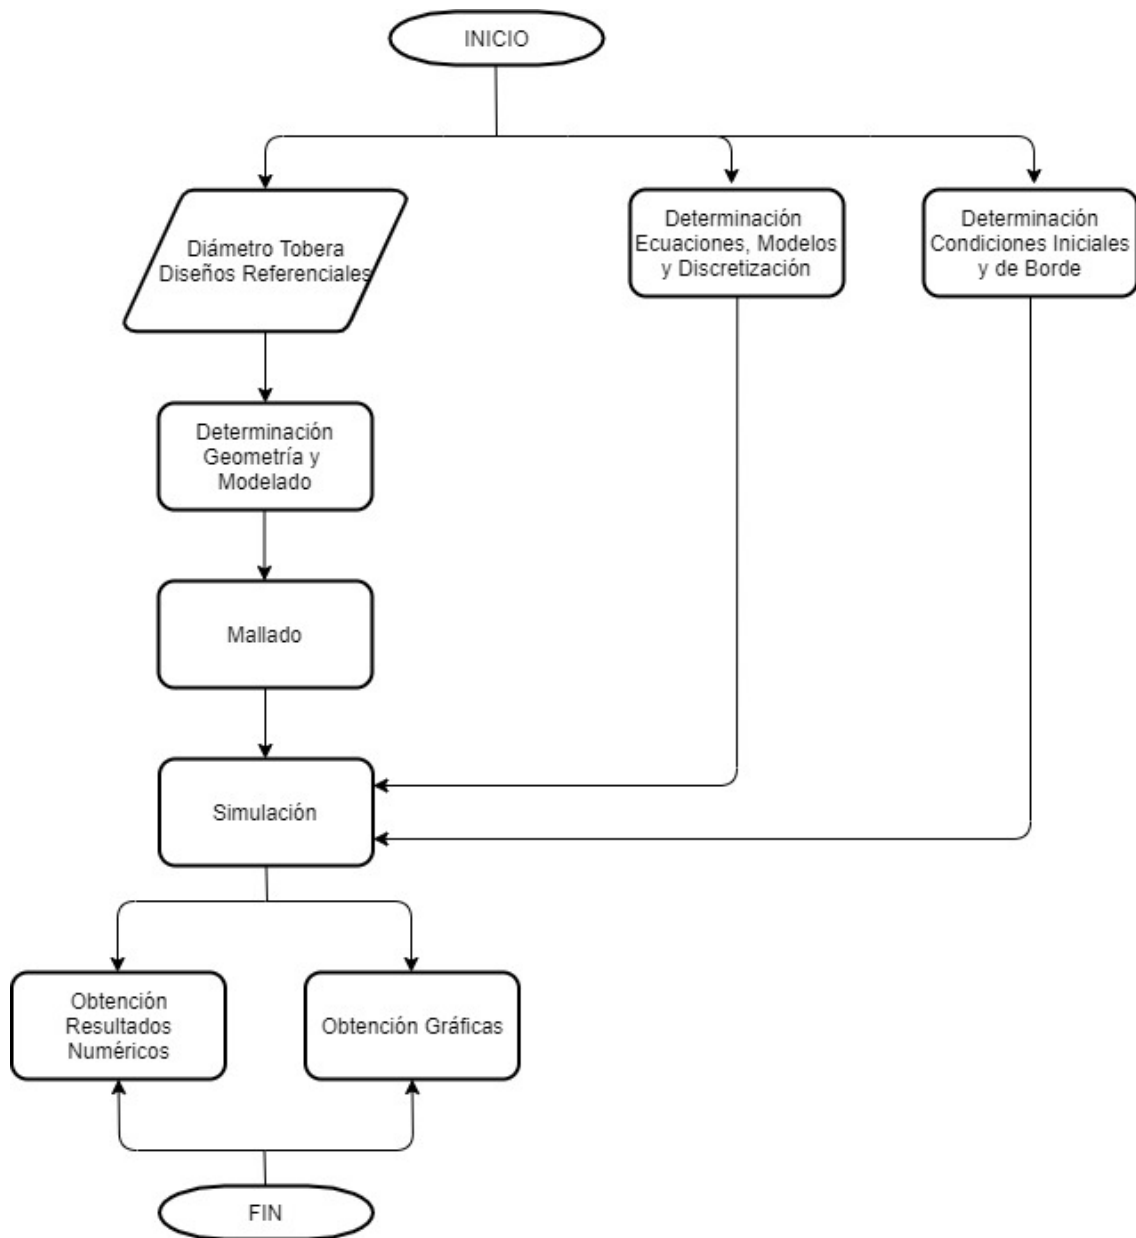 INICIO
Diámetro Tobera
Diseños Referenciales
Determinación
Ecuaciones, Modelos
y Discretización
Determinación
Condiciones Iniciales
y de Borde
Determinación
Geometría y
Modelado
Mallado
Simulación
Obtención
Resultados
Numéricos
Obtención Gráficas
FIN